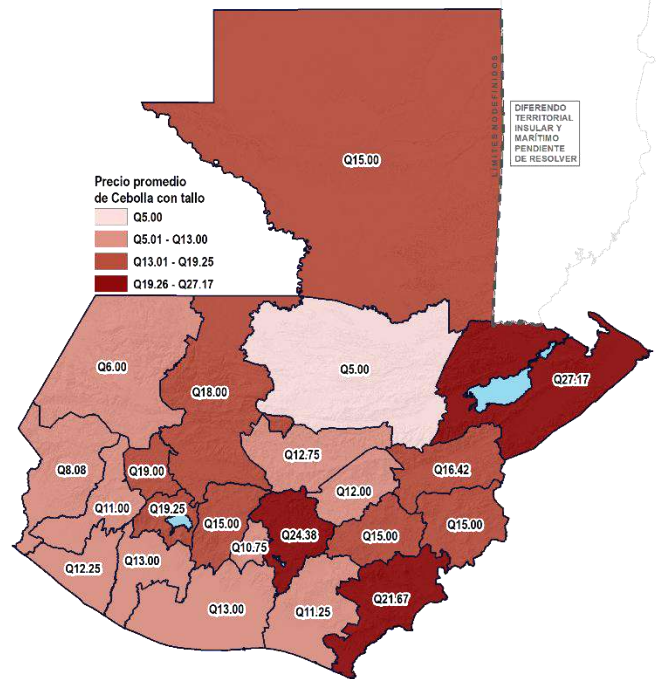 LIMITES NO DEFINIDOS
DIFERENDO
TERRITORIAL
INSULAR Y
MARÍTIMO
PENDIENTE
DE RESOLVER
Q15.00
Precio promedio
de Cebolla con tallo
Q5.00
Q5.01 - Q13.00
Q13.01 - Q19.25
Q19.26 - Q27.17
Q6.00
Q18.00
Q5.00
Q27.17
Q8.08
Q19.00
Q12.75
Q16.42
Q11.00
Q19.25
Q12.00
Q15.00
Q24.38
Q15.00
Q15.00
Q10.75
Q12.25
Q13.00
Q13.00
Q11.25
Q21.67